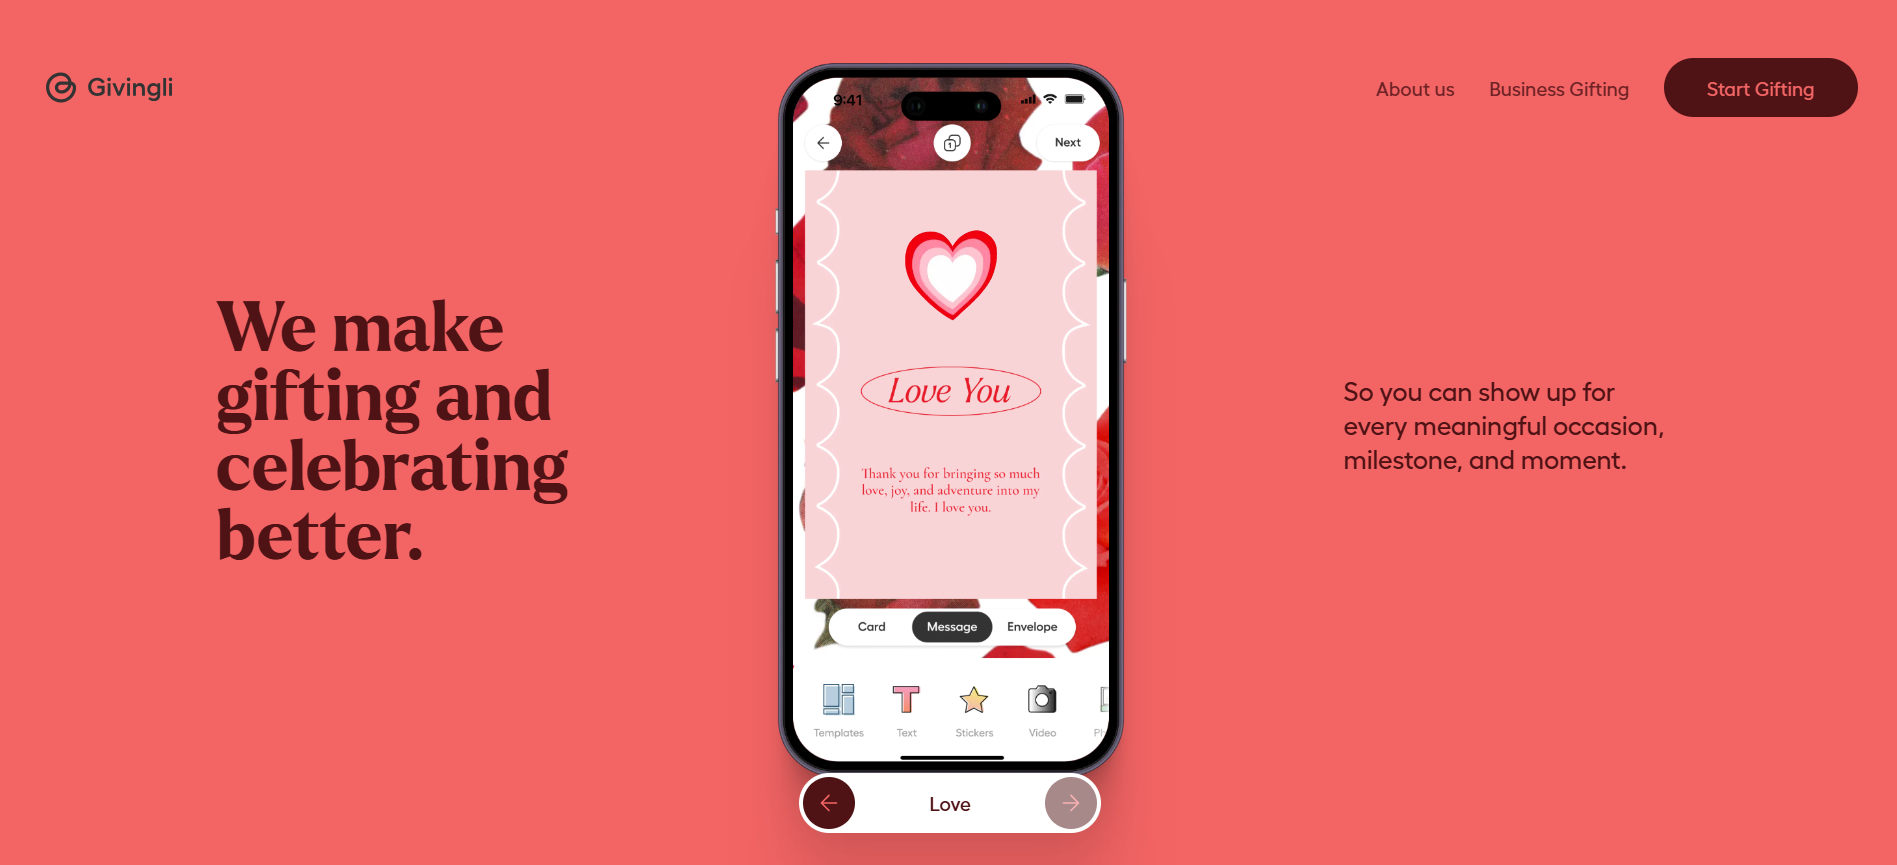 Givingli
About us
Business Gifting
Start Gifting
We make
gifting and
celebrating
better.
9:41
1
Next
Love You
Thank you for bringing so much
love, joy, and adventure into my
life. I love you.
Card
Message
Envelope
T
Templates
Text
Stickers
Video
Love
So you can show up for
every meaningful occasion,
milestone, and moment.